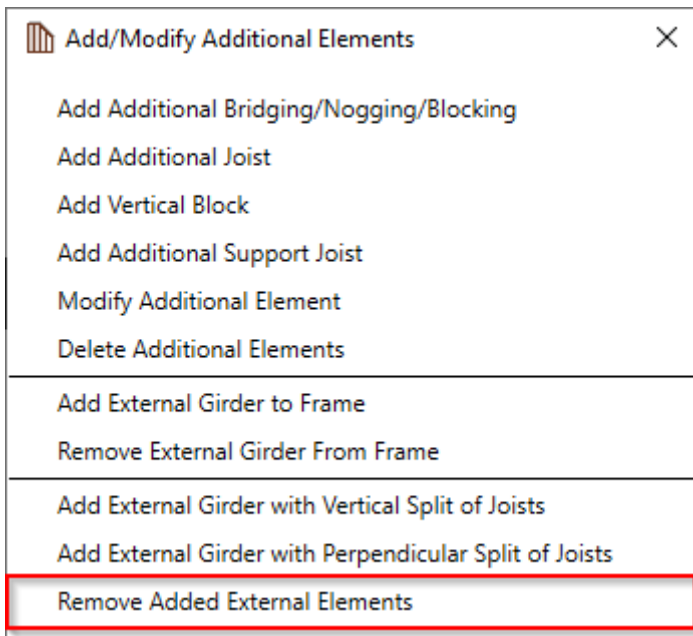 Add/Modify Additional Elements
Add Additional Bridging/Nogging/Blocking
Add Additional Joist
Add Vertical Block
Add Additional Support Joist
Modify Additional Element
Delete Additional Elements
Add External Girder to Frame
Remove External Girder From Frame
Add External Girder with Vertical Split of Joists
Add External Girder with Perpendicular Split of Joists
Remove Added External Elements